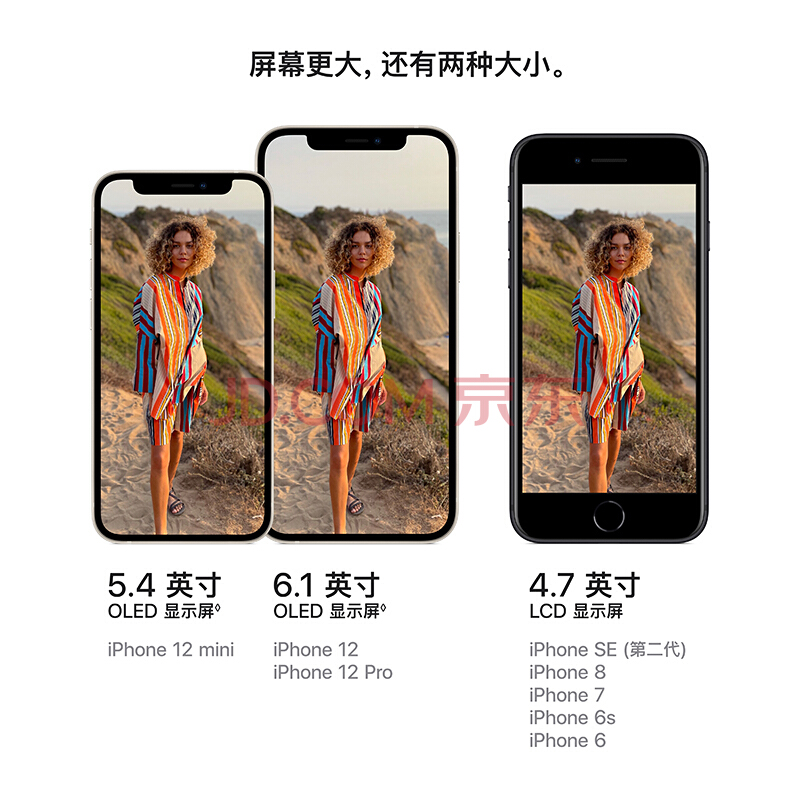 屏幕更大，还有两种大小。
JD.COM 京东
5.4 英寸
OLED 显示屏◊
iPhone 12 mini
6.1 英寸
OLED 显示屏◊
iPhone 12
iPhone 12 Pro
4.7 英寸
LCD 显示屏
iPhone SE (第二代)
iPhone 8
iPhone 7
iPhone 6s
iPhone 6